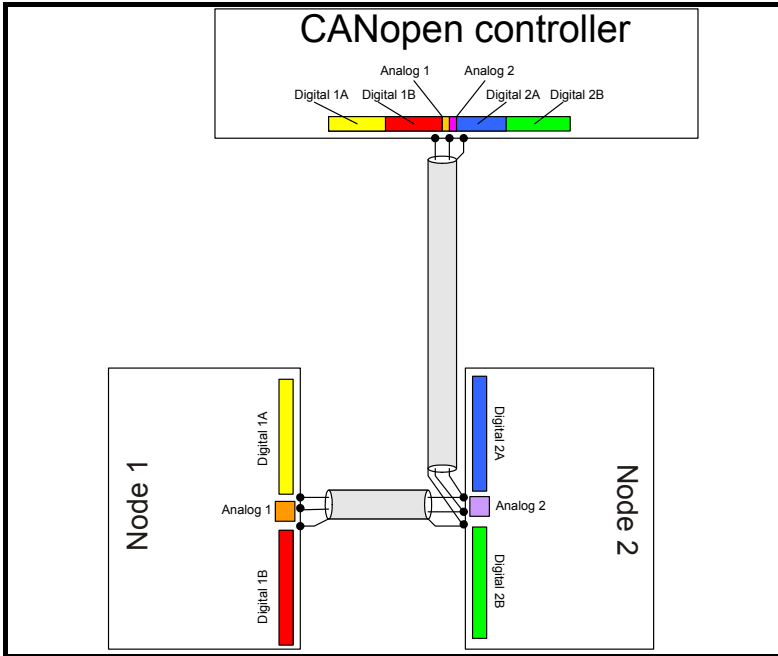 CANopen controller
Analog 1
Analog 2
Digital 1A
Digital 1B
Digital 2A
Digital 2B
Node 1
Digital 1A
Analog 1
Digital 1B
Digital 2A
Analog 2
Digital 2B
Node 2